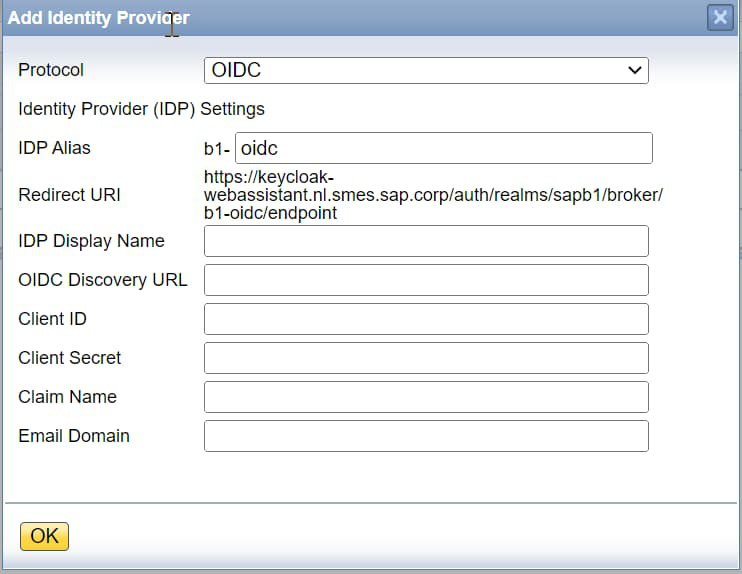 Add Identity Provider
Protocol OIDC
Identity Provider (IDP) Settings
IDP Alias b1- oidc
Redirect URI https://keycloak-
webassistant.nl.smes.sap.corp/auth/realms/sapb1/broker/
b1-oidc/endpoint
IDP Display Name
OIDC Discovery URL
Client ID
Client Secret
Claim Name
Email Domain
OK